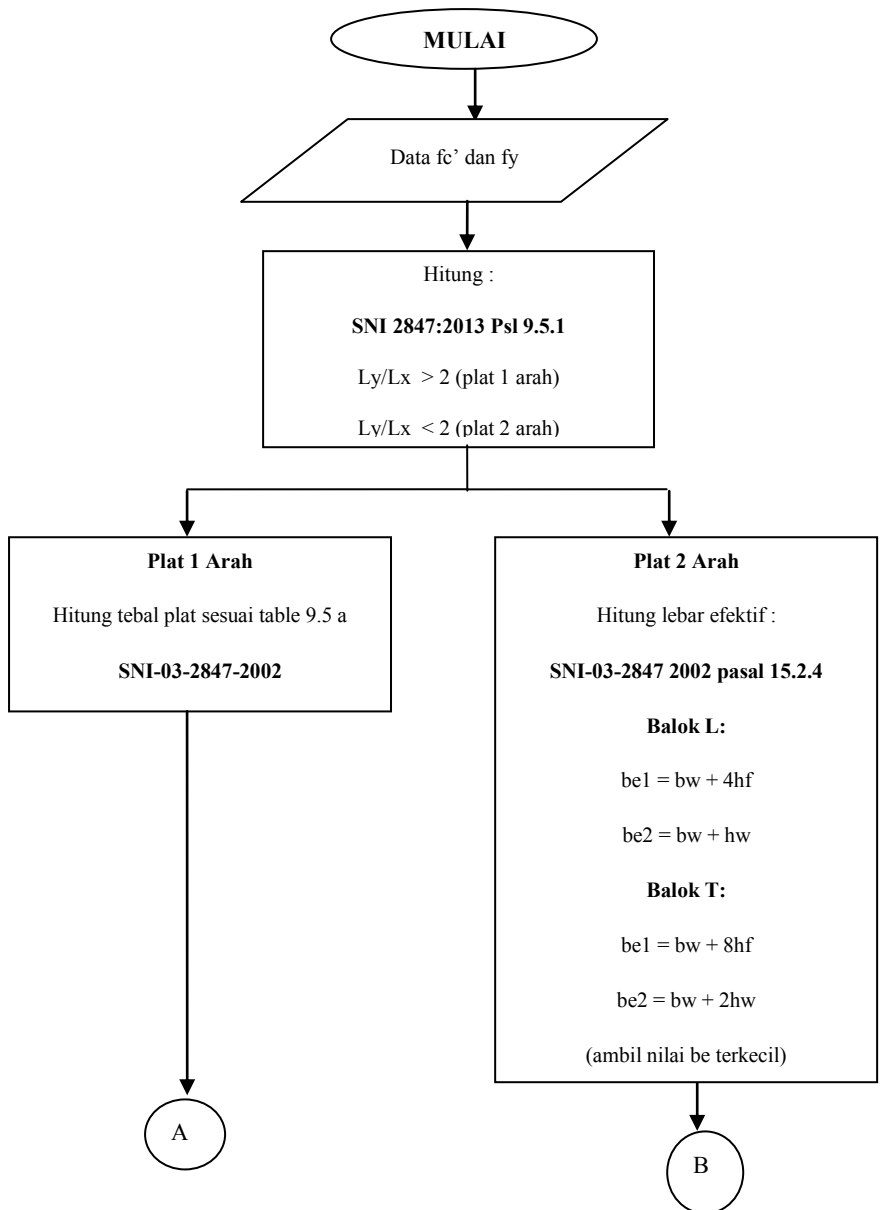 MULAI
Data fc’ dan fy
Hitung :
SNI 2847:2013 Psl 9.5.1
Ly/Lx > 2 (plat 1 arah)
Ly/Lx < 2 (plat 2 arah)
Plat 1 Arah
Hitung tebal plat sesuai table 9.5 a
SNI-03-2847-2002
Plat 2 Arah
Hitung lebar efektif :
SNI-03-2847 2002 pasal 15.2.4
Balok L:
be1 = bw + 4hf
be2 = bw + hw
Balok T:
be1 = bw + 8hf
be2 = bw + 2hw
(ambil nilai be terkecil)
A
B